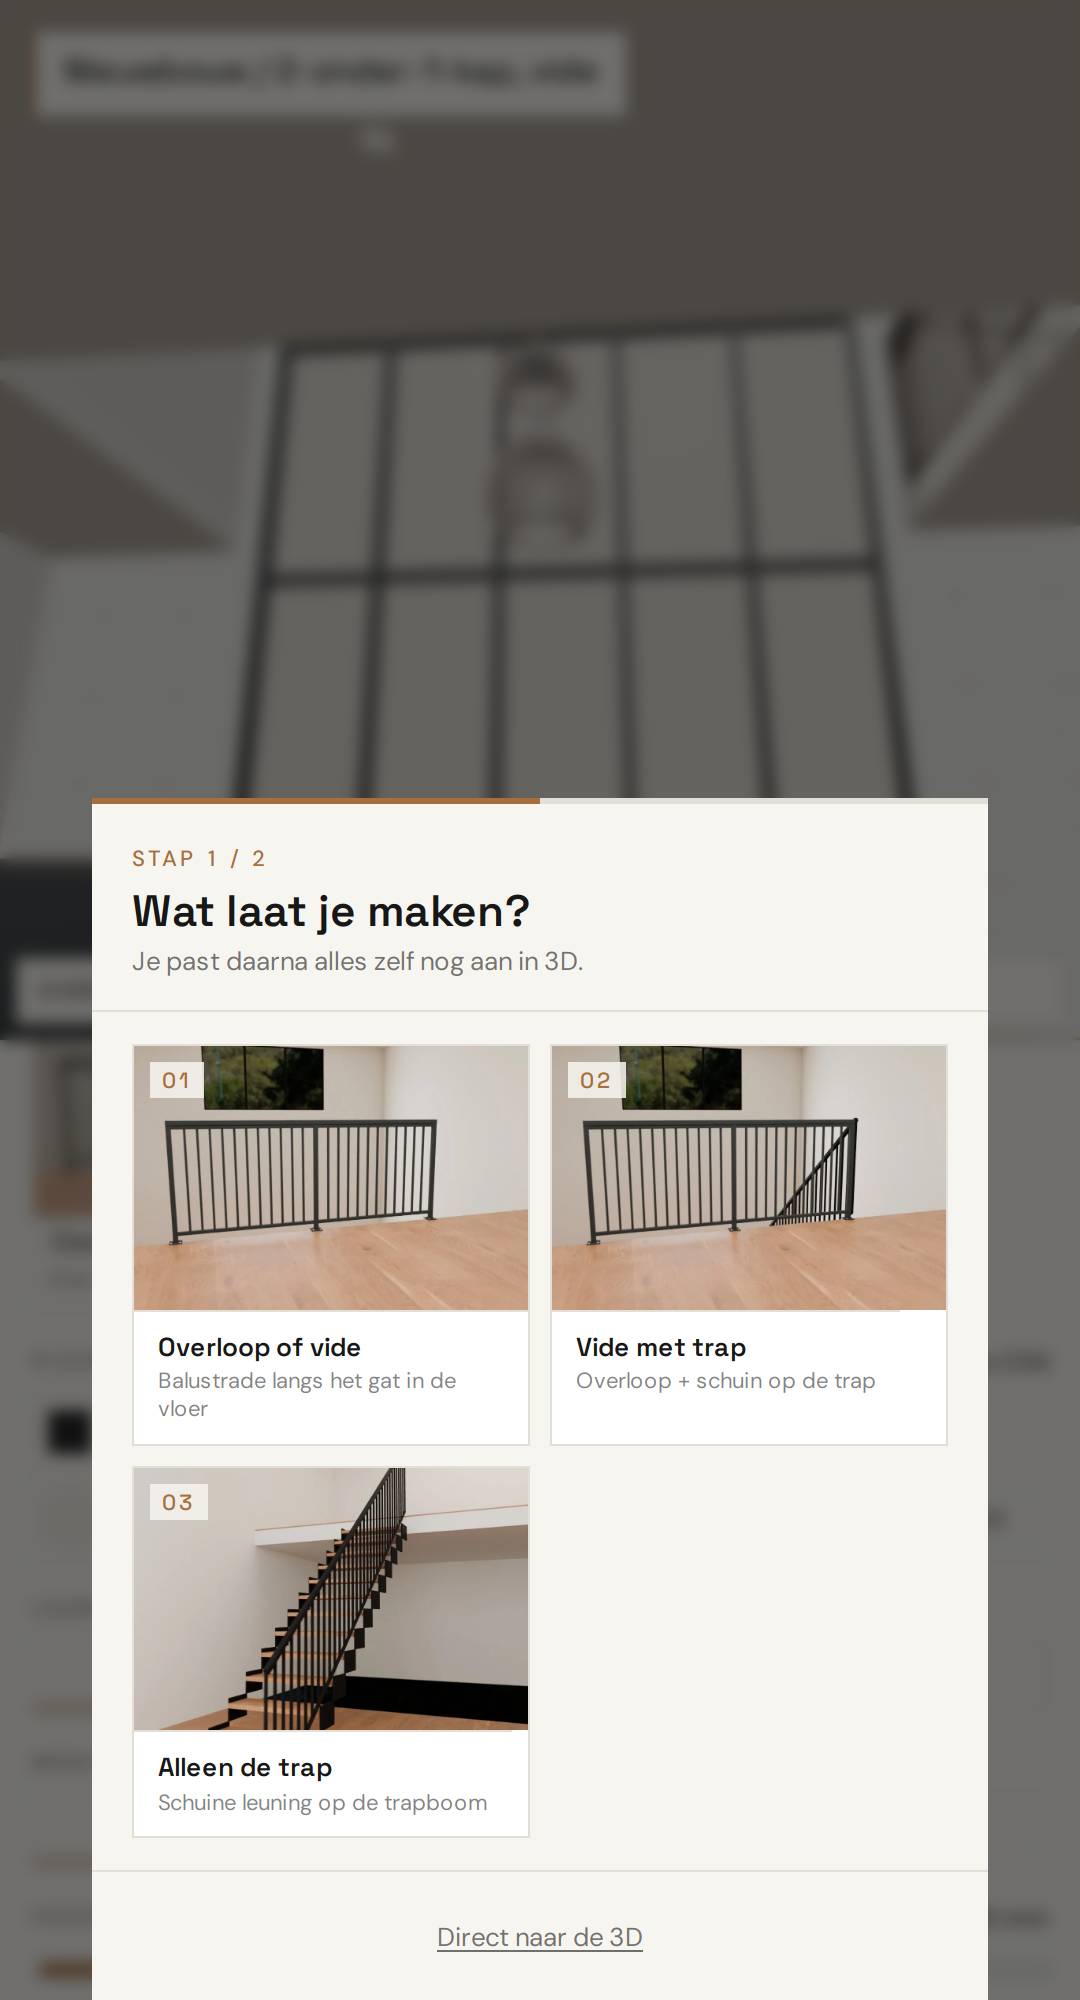 STAP 1 / 2
Wat laat je maken?
Je past daarna alles zelf nog aan in 3D.
01
02
Overloop of vide
Balustrade langs het gat in de
vloer
Vide met trap
Overloop + schuin op de trap
03
Alleen de trap
Schuine leuning op de trapboom
Direct naar de 3D